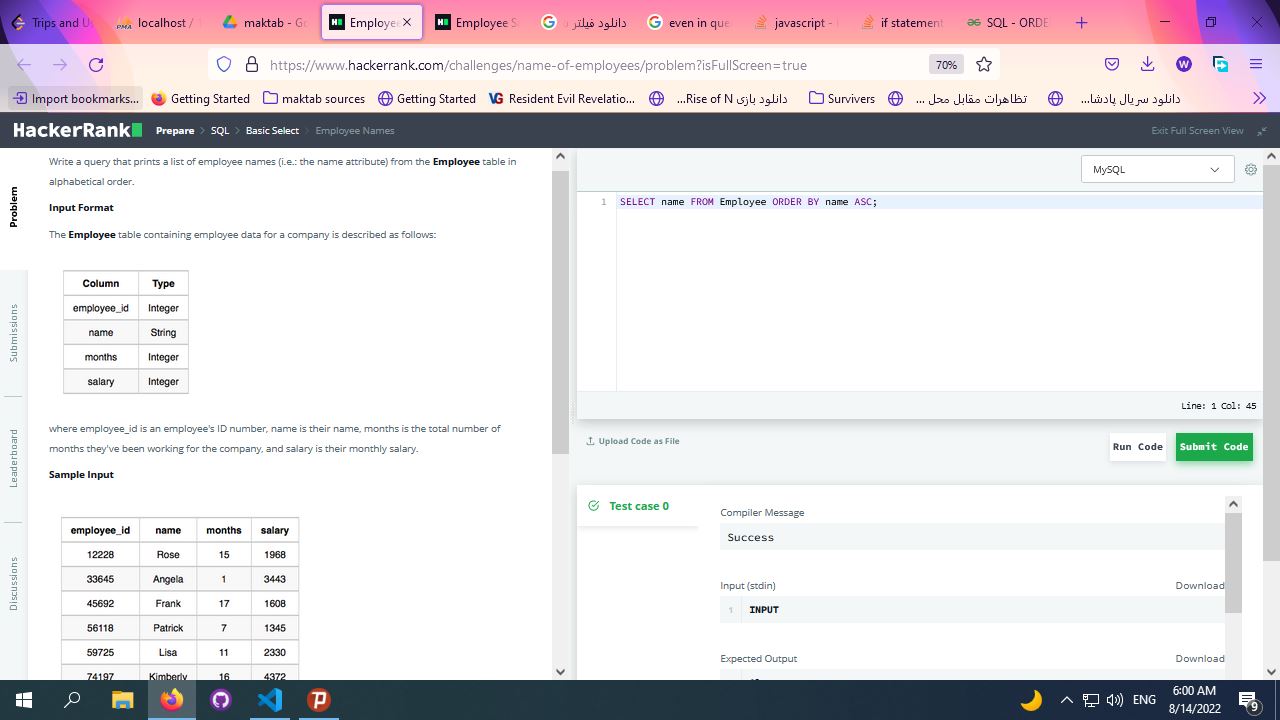 Trips and Us
localhost / 1
maktab - Go
Employee
Employee S
دانلود فیلتر
even in que
javascript -
if statement
SQL - ORDE
https://www.hackerrank.com/challenges/name-of-employees/problem?isFullScreen=true
70%
Import bookmarks...
Getting Started
maktab sources
Getting Started
Resident Evil Revelatio...
دانلود بازی Rise of N...
Survivers
تظاهرات مقابل محل ...
دانلود سریال پادشا...
HackerRank
Prepare > SQL > Basic Select > Employee Names
Exit Full Screen View
Problem
Submissions
Leaderboard
Discussions
Write a query that prints a list of employee names (i.e.: the name attribute) from the Employee table in
alphabetical order.
Input Format
The Employee table containing employee data for a company is described as follows:
Column Type
employee_id Integer
name String
months Integer
salary Integer
where employee_id is an employee's ID number, name is their name, months is the total number of
months they've been working for the company, and salary is their monthly salary.
Sample Input
employee_id name months salary
12228 Rose 15 1968
33645 Angela 1 3443
45692 Frank 17 1608
56118 Patrick 7 1345
59725 Lisa 11 2330
74197 Kimberly 16 4372
MySQL
1 SELECT name FROM Employee ORDER BY name ASC;
Line: 1 Col: 45
Upload Code as File
Run Code
Submit Code
Test case 0
Compiler Message
Success
Input (stdin) Download
1 INPUT
Expected Output Download
ENG
6:00 AM
8/14/2022
9